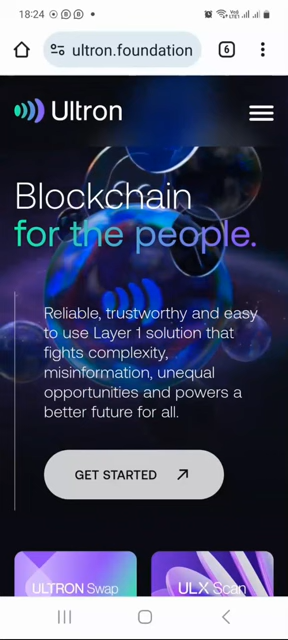 18:24
ultron.foundation
6
Ultron
Blockchain
for the people.
Reliable, trustworthy and easy
to use Layer 1 solution that
fights complexity,
misinformation, unequal
opportunities and powers a
better future for all.
GET STARTED
ULTRON Swap
ULX Scan